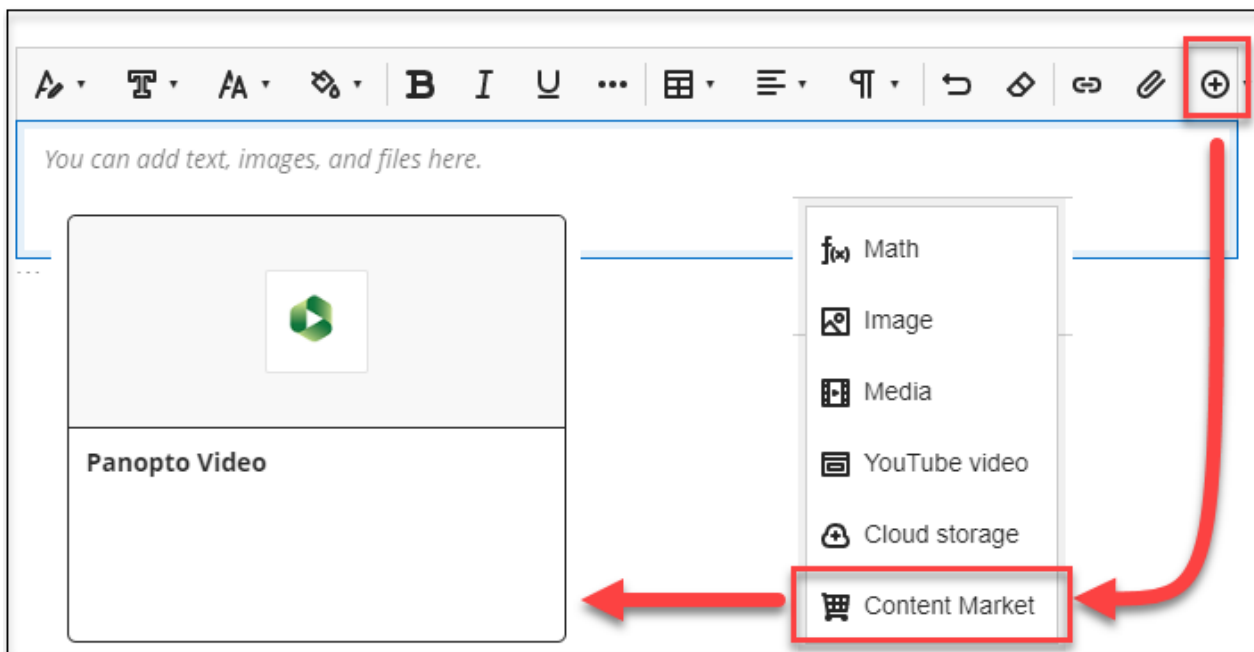 B I U
You can add text, images, and files here.
Panopto Video
f(x) Math
Image
Media
YouTube video
Cloud storage
Content Market